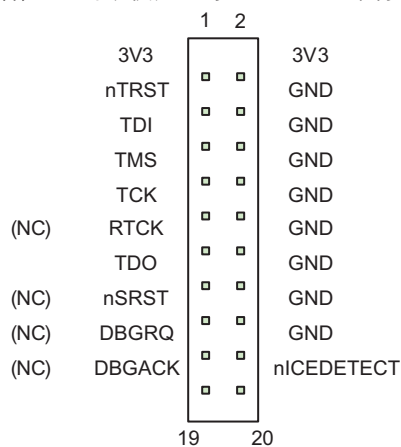 1 2
3V3 3V3
nTRST GND
TDI GND
TMS GND
TCK GND
(NC) RTCK GND
TDO GND
(NC) nSRST GND
(NC) DBGRQ GND
(NC) DBGACK nICEDETECT
19 20